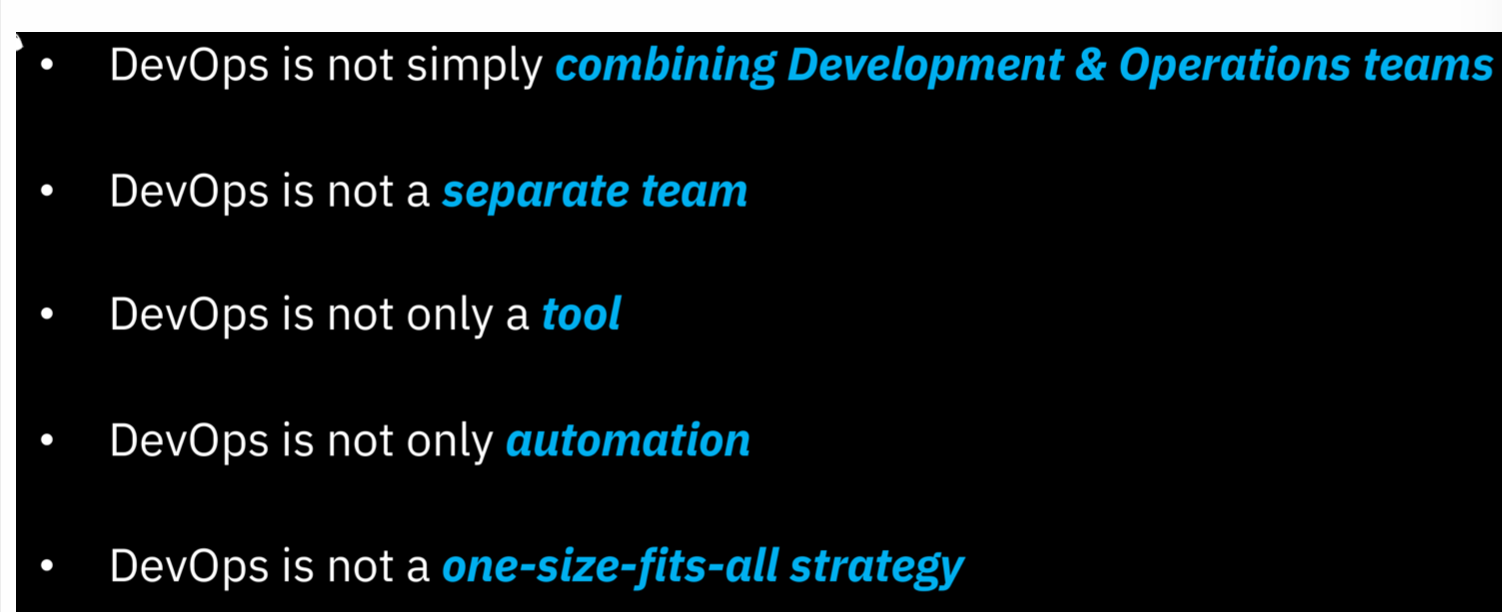 • DevOps is not simply combining Development & Operations teams
• DevOps is not a separate team
• DevOps is not only a tool
• DevOps is not only automation
• DevOps is not a one-size-fits-all strategy